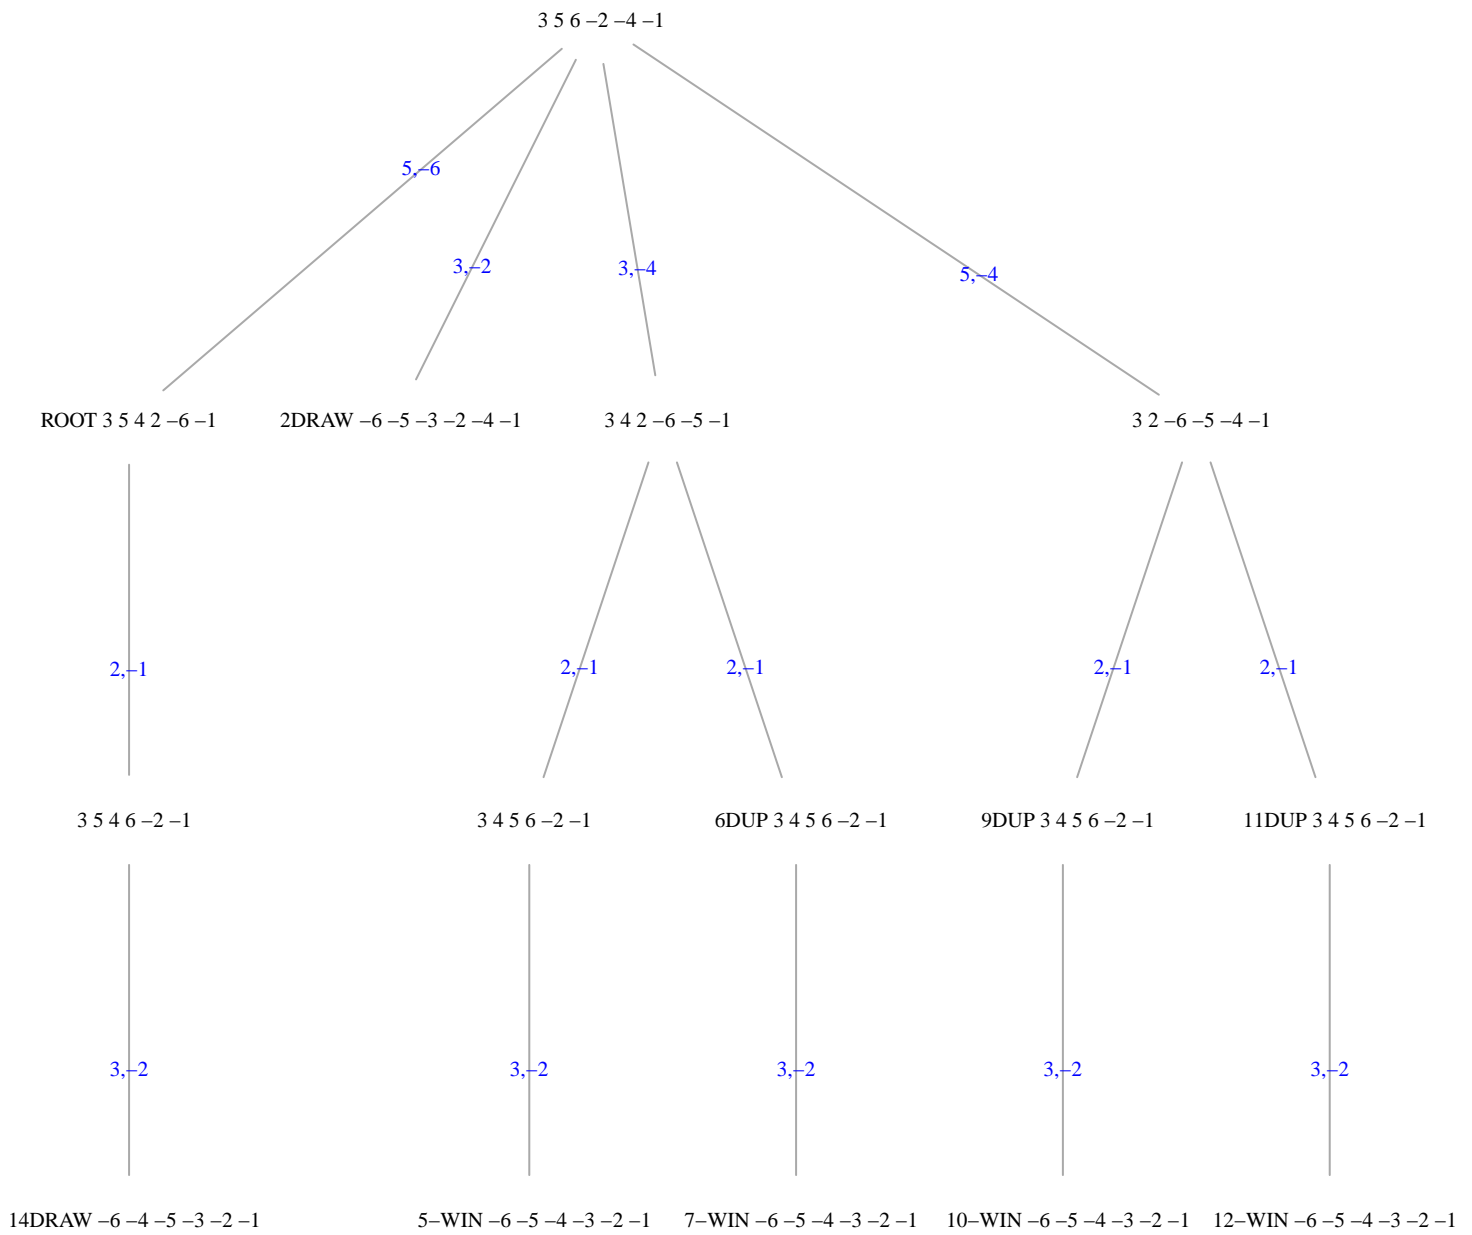 3 5 6 –2 –4 –1
5,–6
3,–2
3,–4
5,–4
ROOT 3 5 4 2 –6 –1
2DRAW –6 –5 –3 –2 –4 –1
3 4 2 –6 –5 –1
3 2 –6 –5 –4 –1
2,–1
2,–1
2,–1
2,–1
2,–1
3 5 4 6 –2 –1
3 4 5 6 –2 –1
6DUP 3 4 5 6 –2 –1
9DUP 3 4 5 6 –2 –1
11DUP 3 4 5 6 –2 –1
3,–2
3,–2
3,–2
3,–2
3,–2
14DRAW –6 –4 –5 –3 –2 –1
5–WIN –6 –5 –4 –3 –2 –1
7–WIN –6 –5 –4 –3 –2 –1
10–WIN –6 –5 –4 –3 –2 –1
12–WIN –6 –5 –4 –3 –2 –1